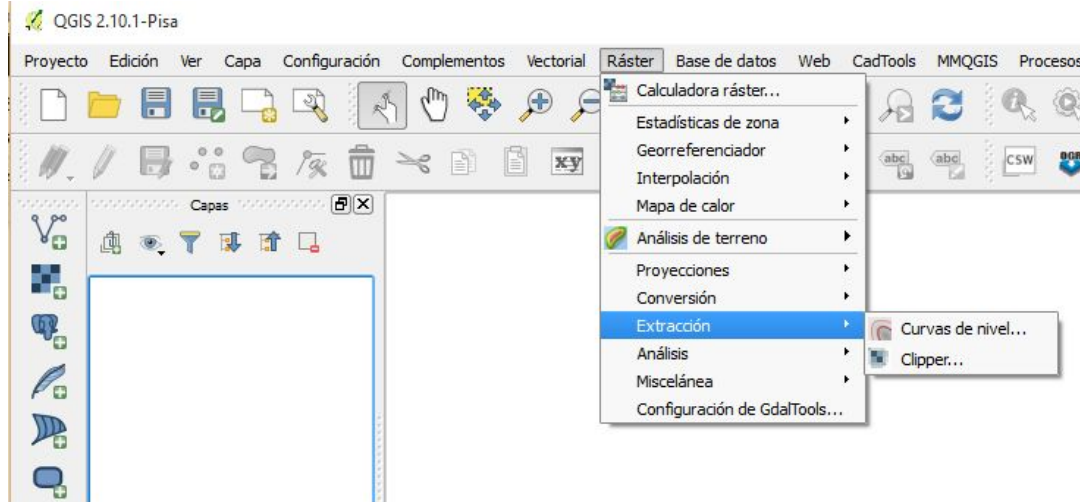 QGIS 2.10.1-Pisa
Proyecto Edición Ver Capa Configuración Complementos Vectorial Ráster Base de datos Web CadTools MMQGIS Procesos
Calculadora ráster...
Estadísticas de zona
Georreferenciador
Interpolación
Mapa de calor
Análisis de terreno
Proyecciones
Conversión
Extracción
Análisis
Miscelánea
Configuración de GdalTools...
Curvas de nivel...
Clipper...
xy
abc
abc
CSW
Capas